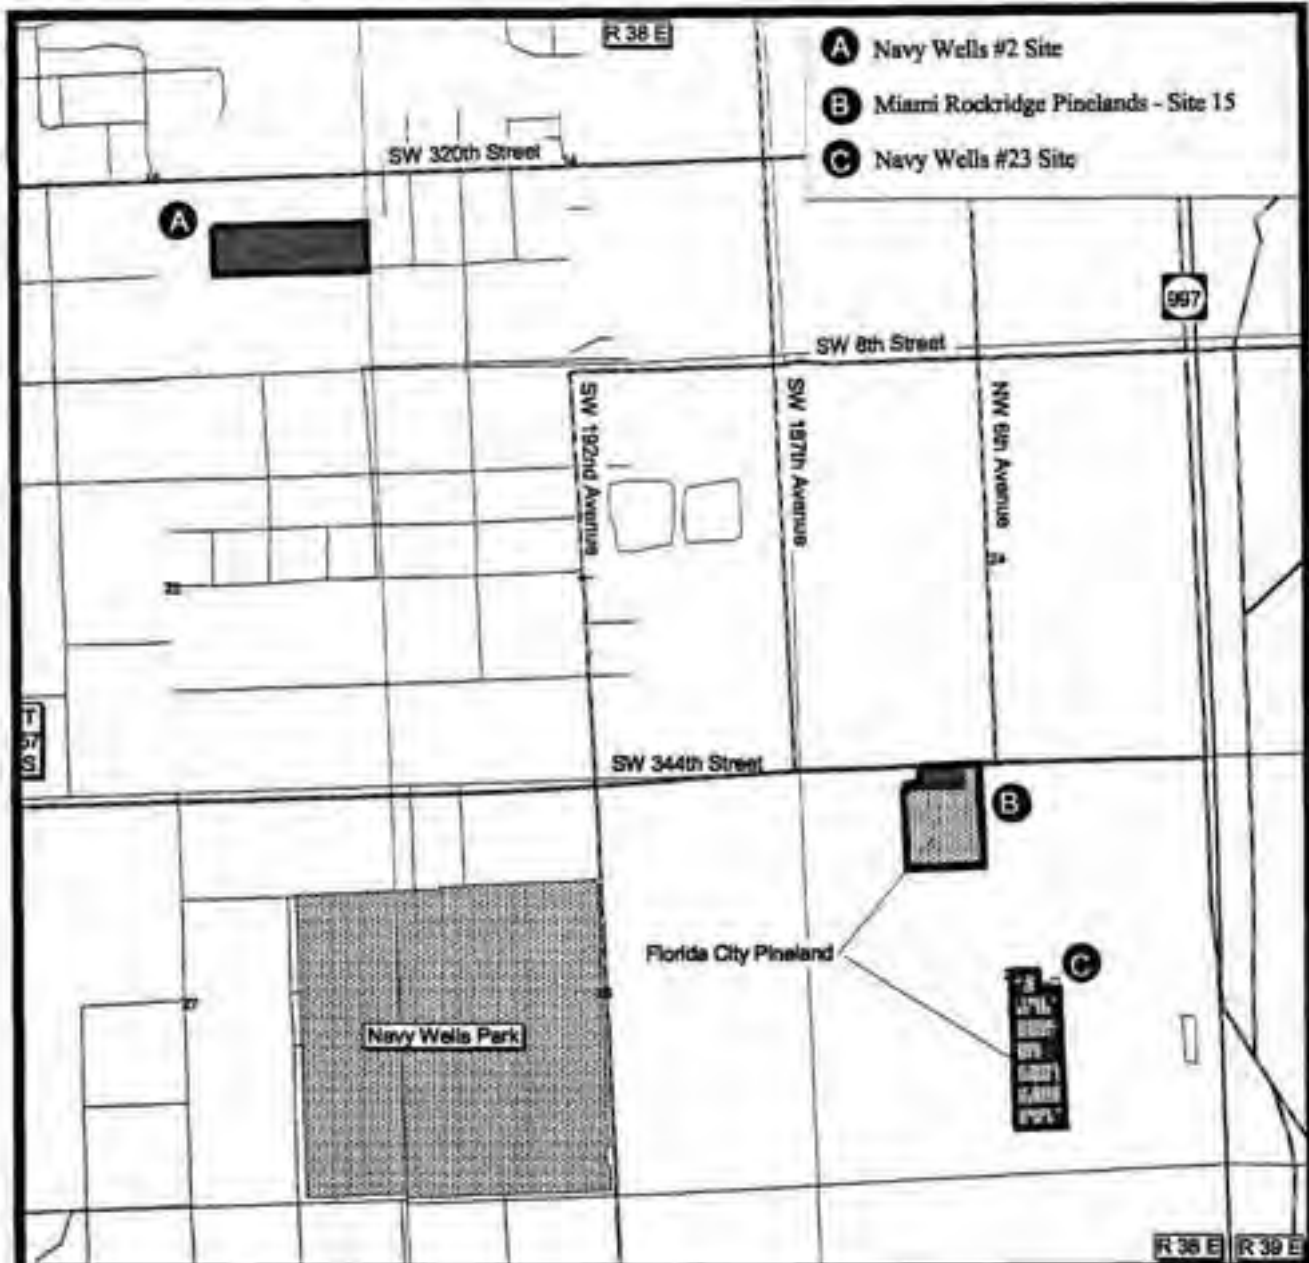 R 38 E
A Navy Wells #2 Site
B Miami Rockridge Pinelands - Site 15
C Navy Wells #23 Site
SW 320th Street
A
997
SW 8th Street
SW 192nd Avenue
SW 187th Avenue
NW 6th Avenue
T
57
S
SW 344th Street
B
Florida City Pineland
C
27
Navy Wells Park
R 38 E
R 39 E